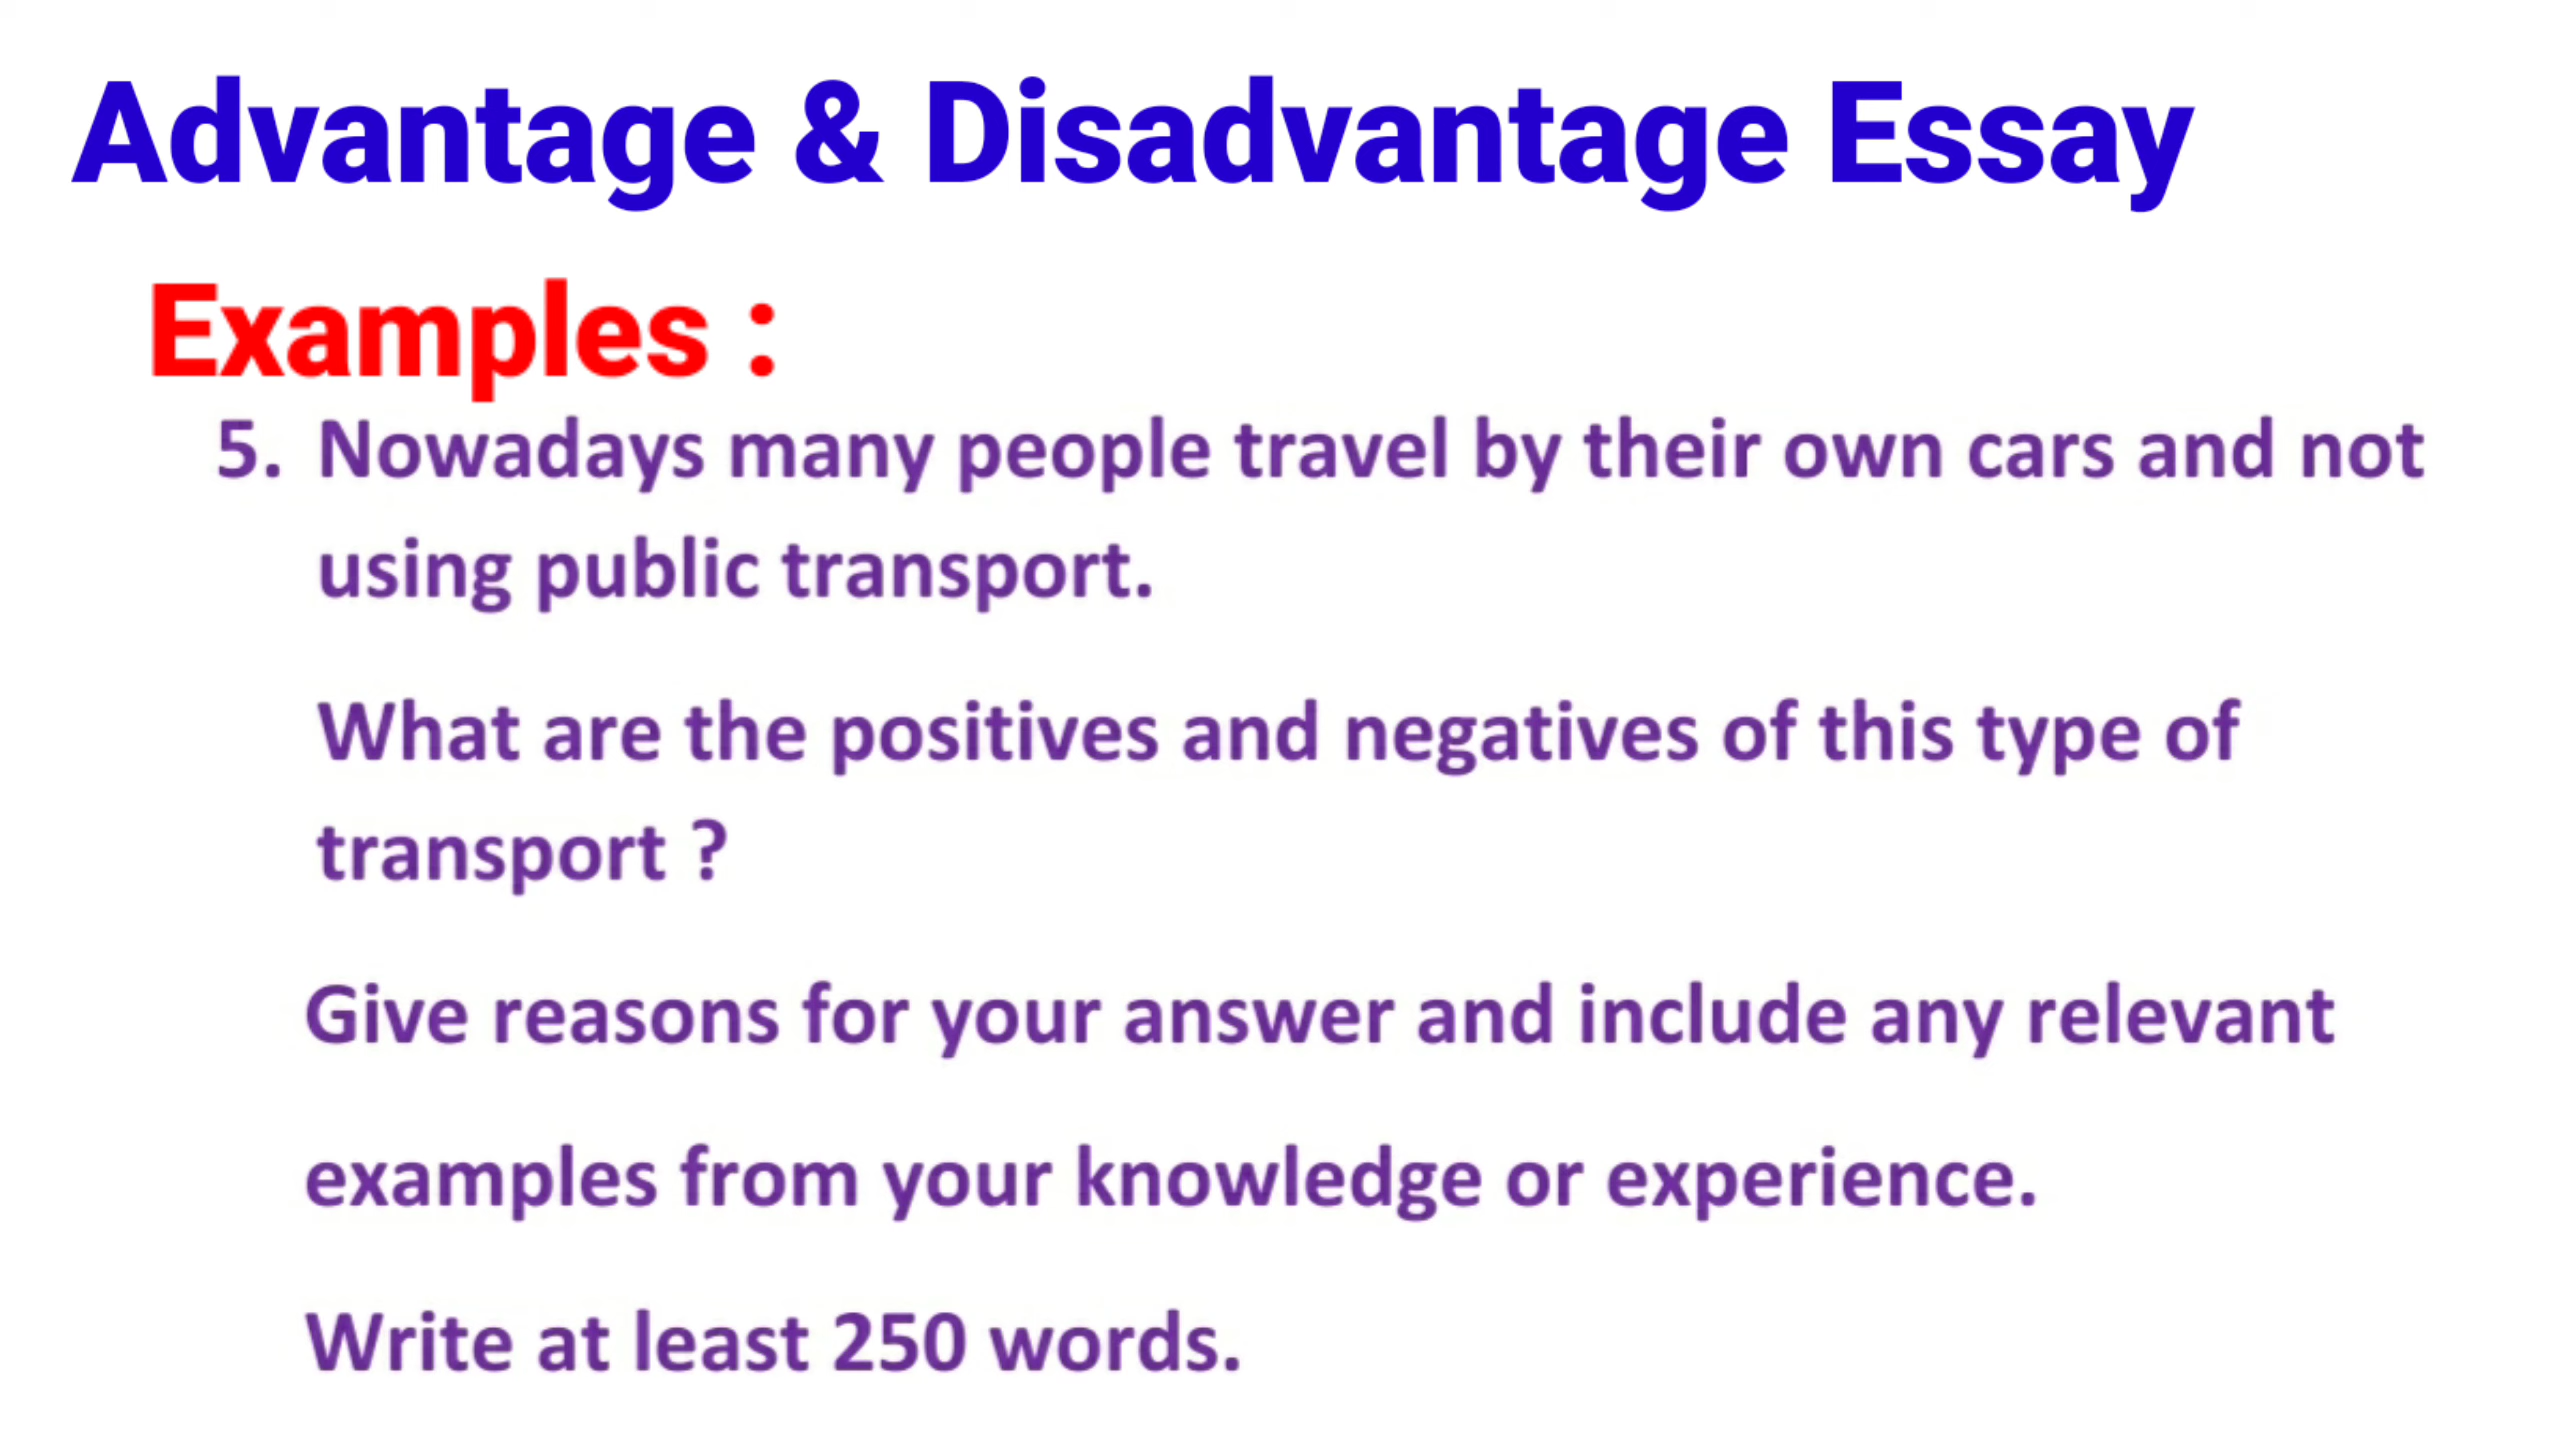 Advantage & Disadvantage Essay
Examples :
5. Nowadays many people travel by their own cars and not
using public transport.
What are the positives and negatives of this type of
transport ?
Give reasons for your answer and include any relevant
examples from your knowledge or experience.
Write at least 250 words.